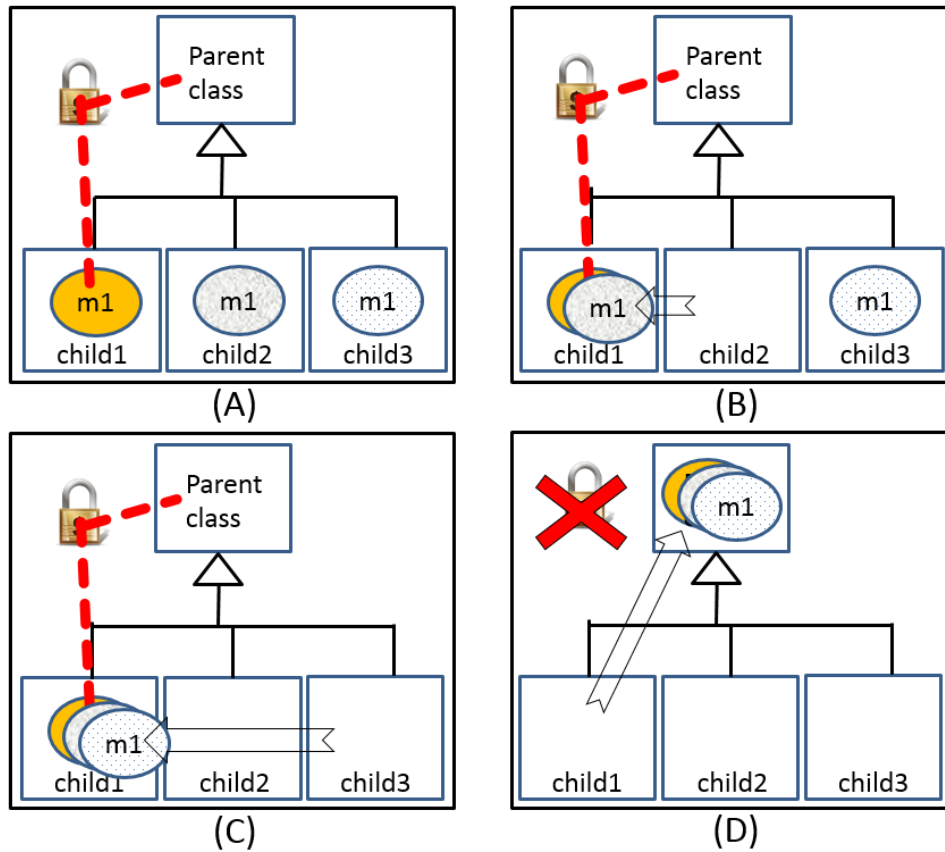 Parent
class
m1
m1
m1
child1
child2
child3
(A)
Parent
class
m1
m1
child1
child2
child3
(B)
Parent
class
m1
child1
child2
child3
(C)
m1
child1
child2
child3
(D)